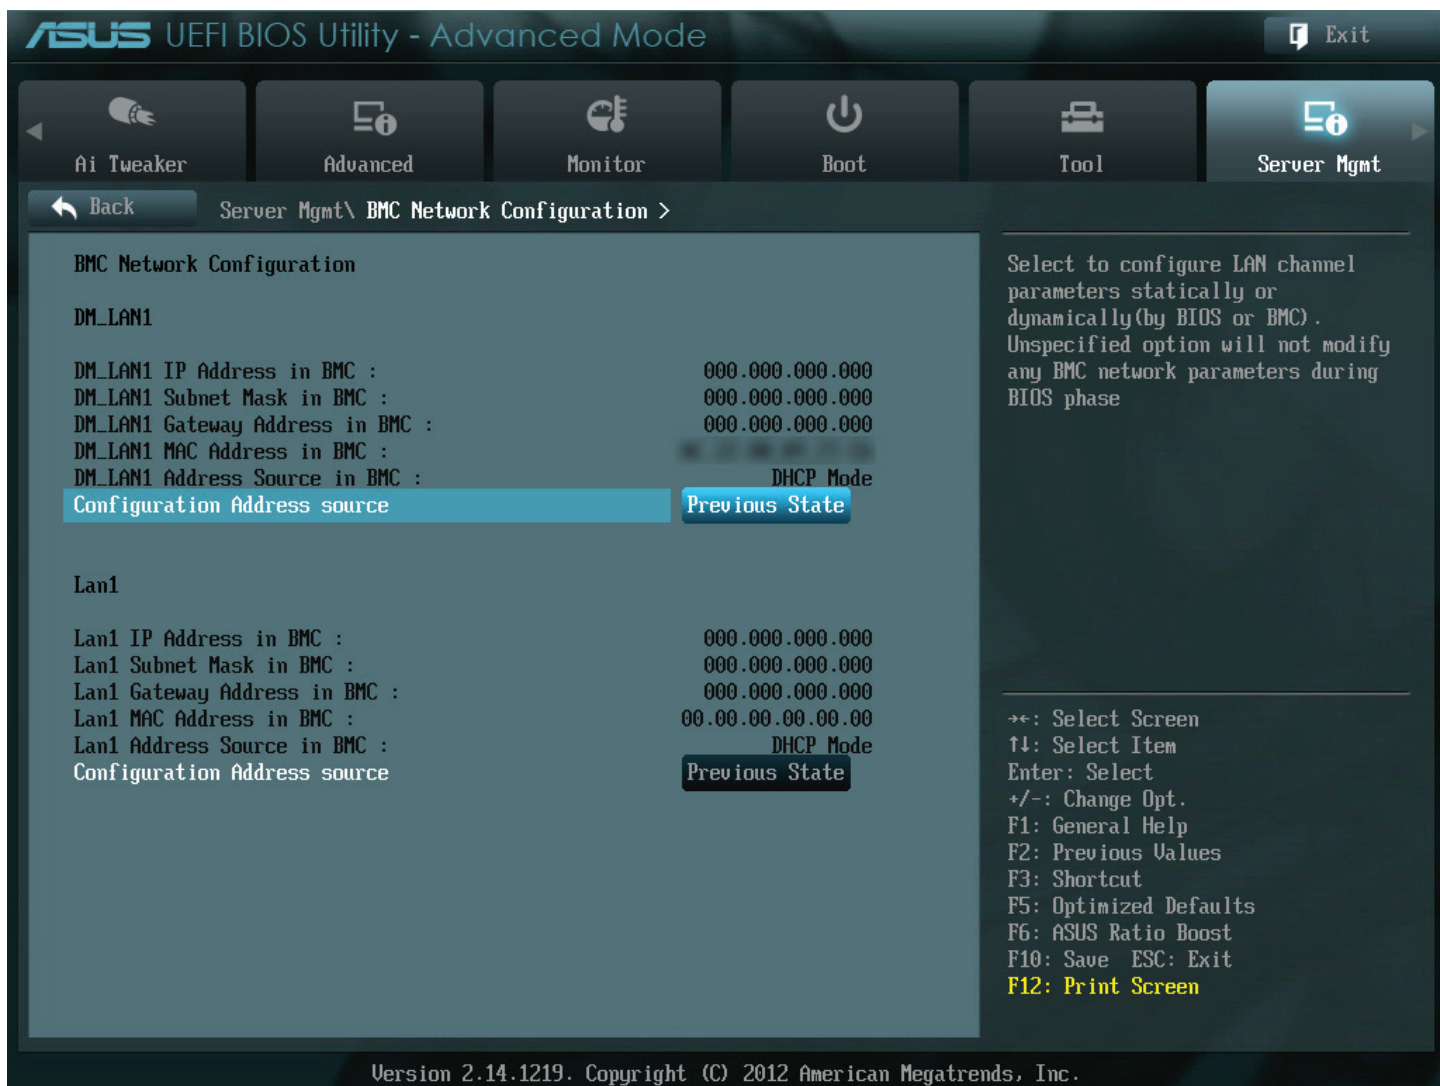 ASUS UEFI BIOS Utility - Advanced Mode
Exit
Ai Tweaker
Advanced
Monitor
Boot
Tool
Server Mgmt
Back
Server Mgmt\ BMC Network Configuration >
BMC Network Configuration
DM_LAN1
DM_LAN1 IP Address in BMC : 000.000.000.000
DM_LAN1 Subnet Mask in BMC : 000.000.000.000
DM_LAN1 Gateway Address in BMC : 000.000.000.000
DM_LAN1 MAC Address in BMC :
DM_LAN1 Address Source in BMC : DHCP Mode
Configuration Address source Previous State
Lan1
Lan1 IP Address in BMC : 000.000.000.000
Lan1 Subnet Mask in BMC : 000.000.000.000
Lan1 Gateway Address in BMC : 000.000.000.000
Lan1 MAC Address in BMC : 00.00.00.00.00.00
Lan1 Address Source in BMC : DHCP Mode
Configuration Address source Previous State
Select to configure LAN channel
parameters statically or
dynamically(by BIOS or BMC).
Unspecified option will not modify
any BMC network parameters during
BIOS phase
→←: Select Screen
↑↓: Select Item
Enter: Select
+/-: Change Opt.
F1: General Help
F2: Previous Values
F3: Shortcut
F5: Optimized Defaults
F6: ASUS Ratio Boost
F10: Save ESC: Exit
F12: Print Screen
Version 2.14.1219. Copyright (C) 2012 American Megatrends, Inc.